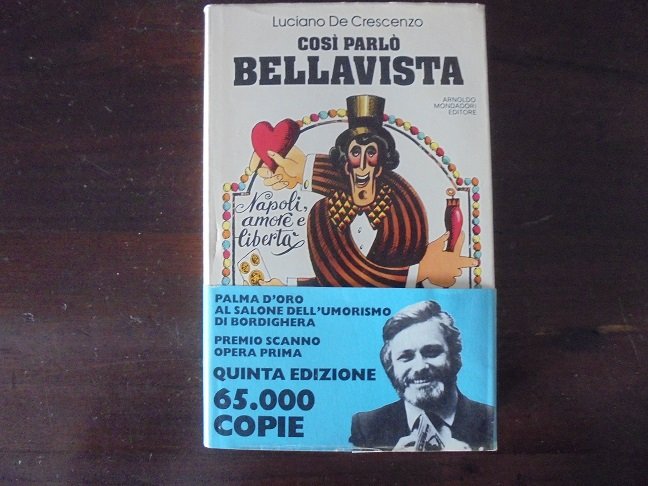 Luciano De Crescenzo
COSÌ PARLÒ
BELLAVISTA
ARNOLDO
MONDADORI
EDITORE
Napoli,
amore e
libertà
PALMA D'ORO
AL SALONE DELL'UMORISMO
DI BORDIGHERA
PREMIO SCANNO
OPERA PRIMA
QUINTA EDIZIONE
65.000
COPIE